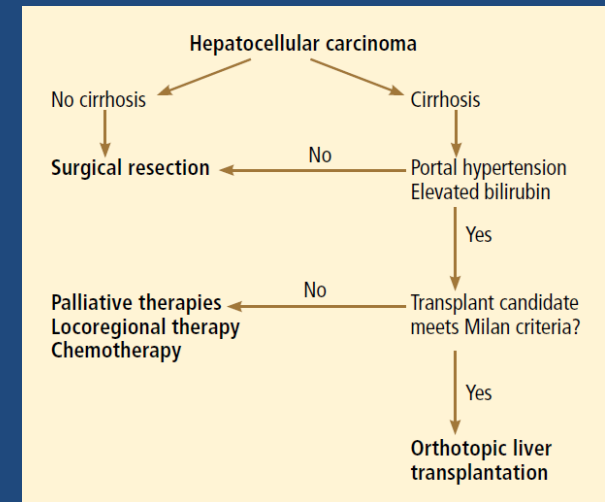 Hepatocellular carcinoma
No cirrhosis
Cirrhosis
Surgical resection
No
Portal hypertension
Elevated bilirubin
Yes
Palliative therapies
Locoregional therapy
Chemotherapy
No
Transplant candidate
meets Milan criteria?
Yes
Orthotopic liver
transplantation